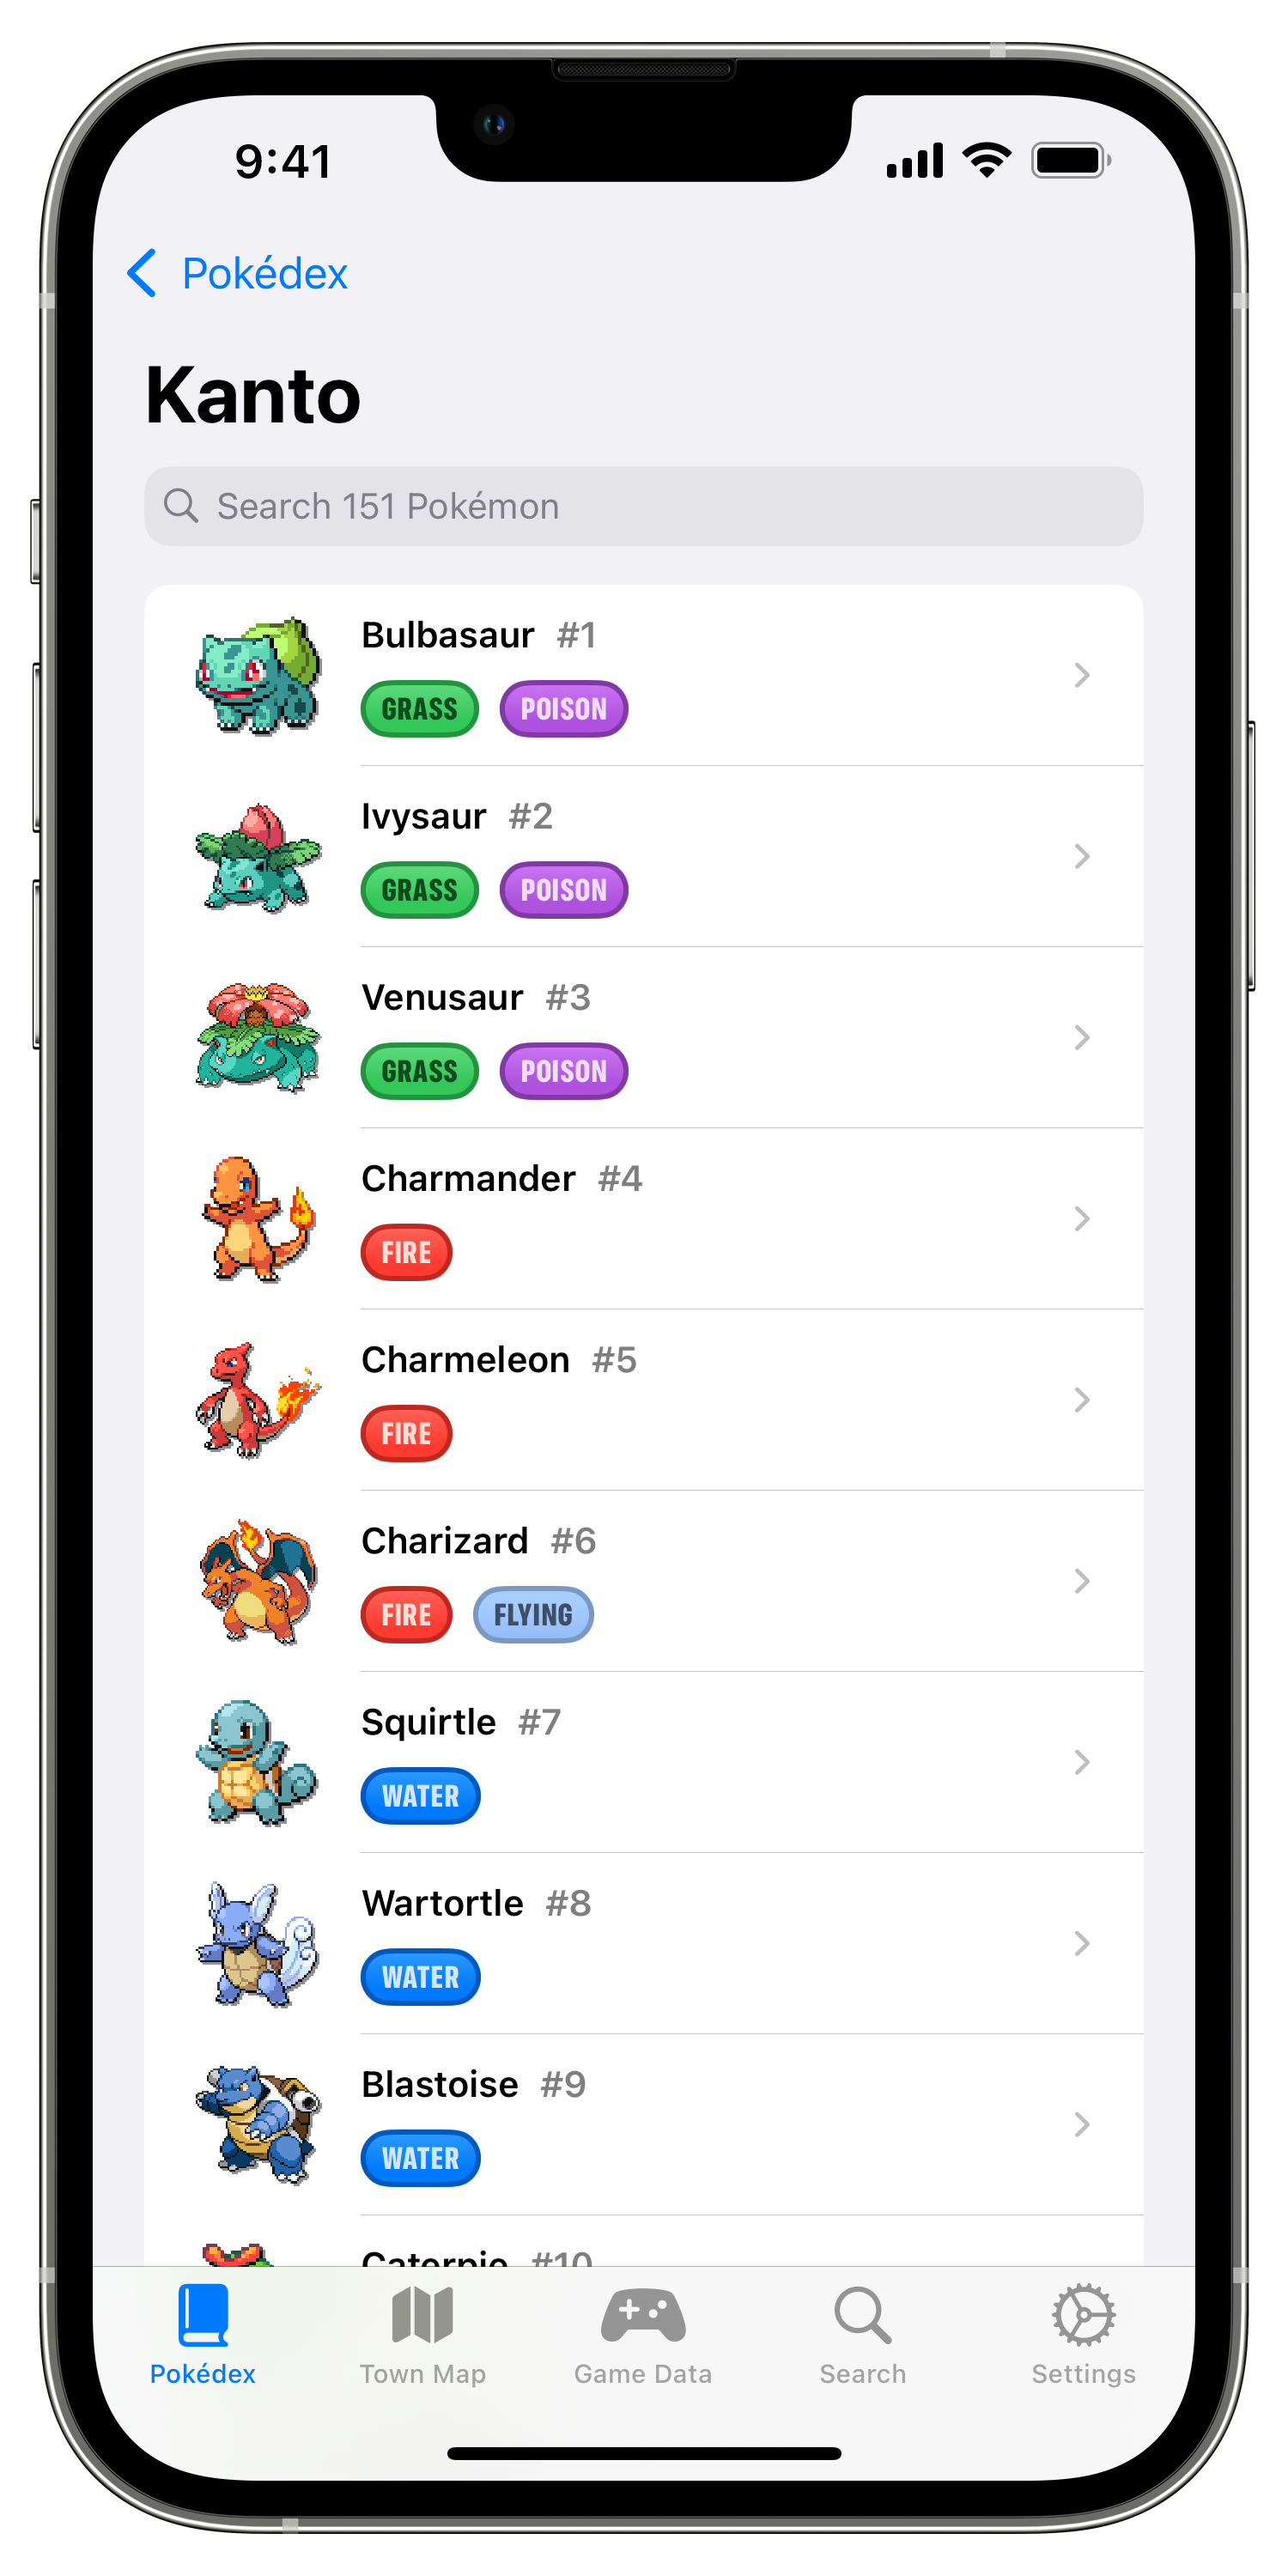 9:41
Pokédex
Kanto
Search 151 Pokémon
Bulbasaur #1
GRASS POISON
Ivysaur #2
GRASS POISON
Venusaur #3
GRASS POISON
Charmander #4
FIRE
Charmeleon #5
FIRE
Charizard #6
FIRE FLYING
Squirtle #7
WATER
Wartortle #8
WATER
Blastoise #9
WATER
Caterpie #10
Pokédex Town Map Game Data Search Settings